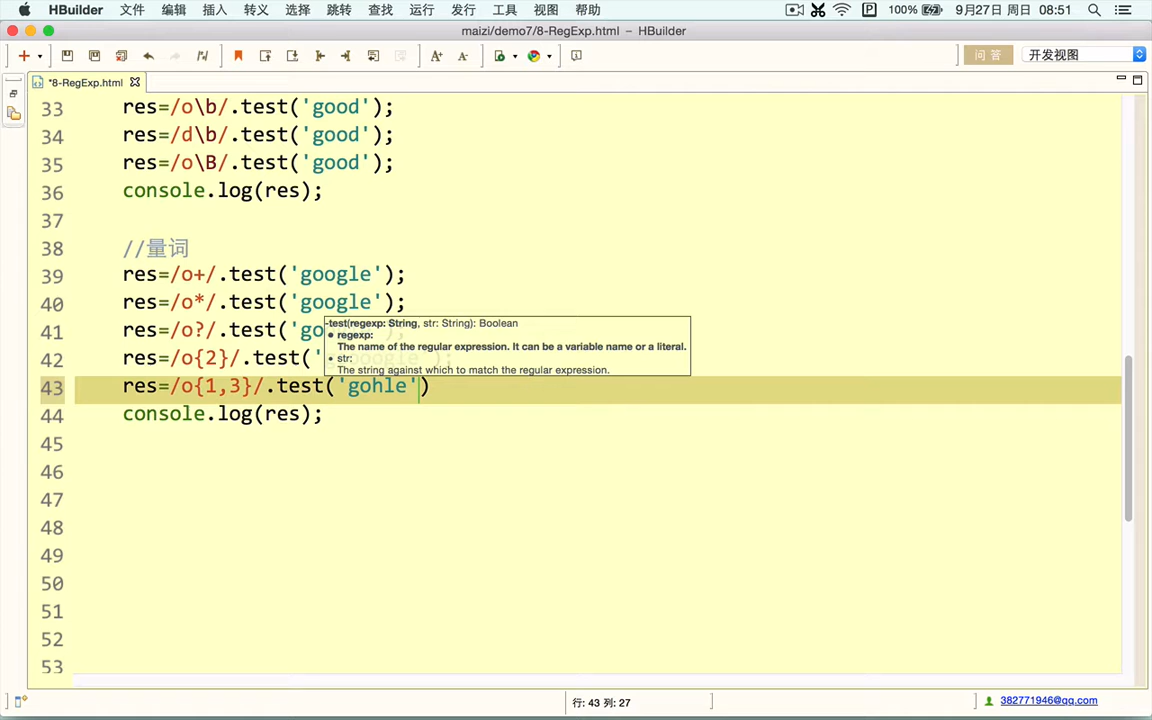 HBuilder 文件 编辑 插入 转义 选择 跳转 查找 运行 发行 工具 视图 帮助 100% 9月27日 周日 08:51
maizi/demo7/8-RegExp.html — HBuilder
A+ A- 问 答 开发视图
*8-RegExp.html
33 res=/o\b/.test('good');
34 res=/d\b/.test('good');
35 res=/o\B/.test('good');
36 console.log(res);
37
38 //量词
39 res=/o+/.test('google');
40 res=/o*/.test('google');
-test(regexp: String, str: String): Boolean
• regexp:
41 res=/o?/.test('go
The name of the regular expression. It can be a variable name or a literal.
• str:
42 res=/o{2}/.test('
The string against which to match the regular expression.
43 res=/o{1,3}/.test('gohle')
44 console.log(res);
45
46
47
48
49
50
51
52
53
行: 43 列: 27 382771946@qq.com